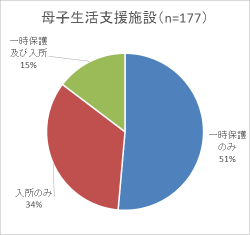 母子生活支援施設(n=177)
一時保護
及び入所
15%
一時保護
のみ
51%
入所のみ
34%